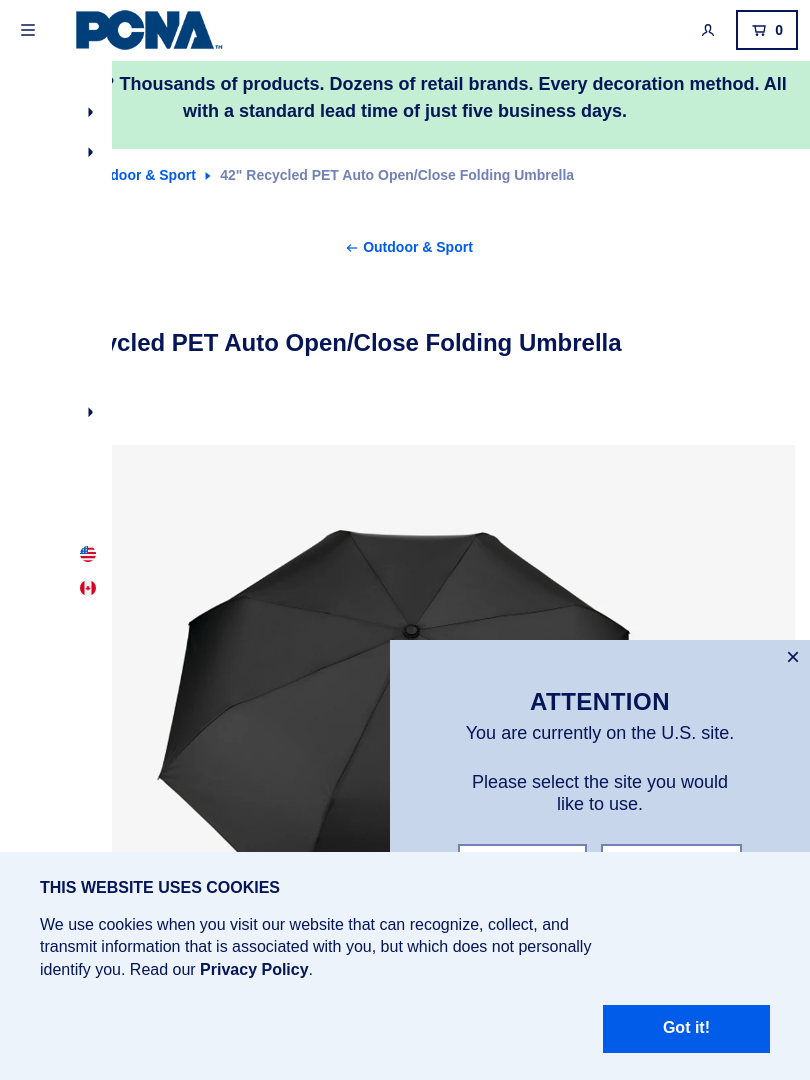 PCNA™
0
? Thousands of products. Dozens of retail brands. Every decoration method. All
with a standard lead time of just five business days.
door & Sport
42" Recycled PET Auto Open/Close Folding Umbrella
Outdoor & Sport
ycled PET Auto Open/Close Folding Umbrella
ATTENTION
You are currently on the U.S. site.
Please select the site you would
like to use.
THIS WEBSITE USES COOKIES
We use cookies when you visit our website that can recognize, collect, and
transmit information that is associated with you, but which does not personally
identify you. Read our Privacy Policy.
Got it!